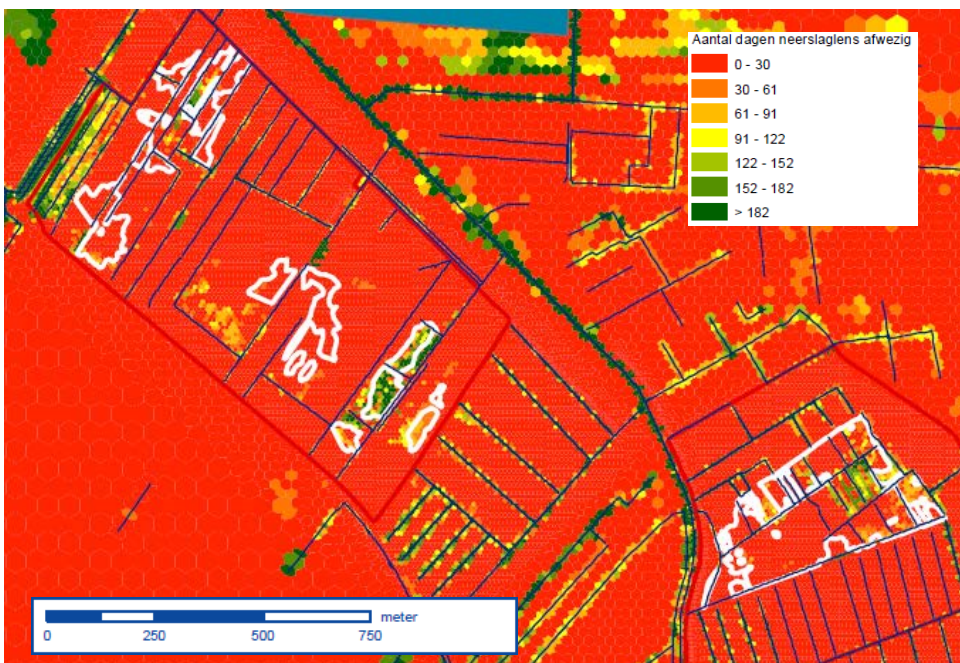 Aantal dagen neerslaglens afwezig
0 - 30
30 - 61
61 - 91
91 - 122
122 - 152
152 - 182
> 182
meter
0 250 500 750